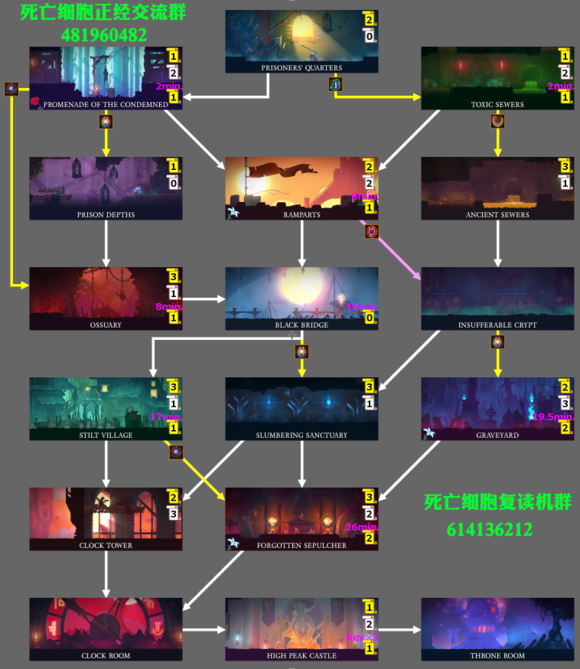 死亡细胞正经交流群
481960482
2
0
PRISONERS' QUARTERS
1
2
2min
1
PROMENADE OF THE CONDEMNED
1
2
2min
1
TOXIC SEWERS
1
0
PRISON DEPTHS
2
2
1
RAMPARTS
3
1
ANCIENT SEWERS
3
1
8min
1
OSSUARY
0
BLACK BRIDGE
INSUFFERABLE CRYPT
3
1
17min
1
STILT VILLAGE
3
1
SLUMBERING SANCTUARY
2
3
19.5min
2
GRAVEYARD
2
3
CLOCK TOWER
3
2
26min
2
FORGOTTEN SEPULCHER
死亡细胞复读机群
614136212
CLOCK ROOM
1
2
1
HIGH PEAK CASTLE
THRONE ROOM